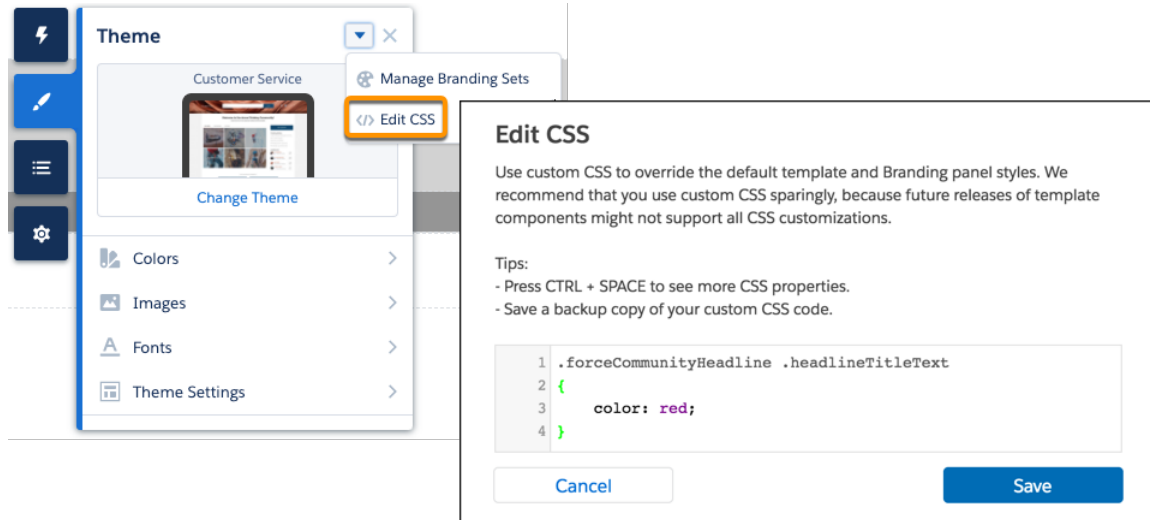 Theme
Customer Service
Change Theme
Colors
Images
Fonts
Theme Settings
Manage Branding Sets
</> Edit CSS
Edit CSS
Use custom CSS to override the default template and Branding panel styles. We
recommend that you use custom CSS sparingly, because future releases of template
components might not support all CSS customizations.
Tips:
- Press CTRL + SPACE to see more CSS properties.
- Save a backup copy of your custom CSS code.
1 .forceCommunityHeadline .headlineTitleText
2 {
3 color: red;
4 }
Cancel
Save